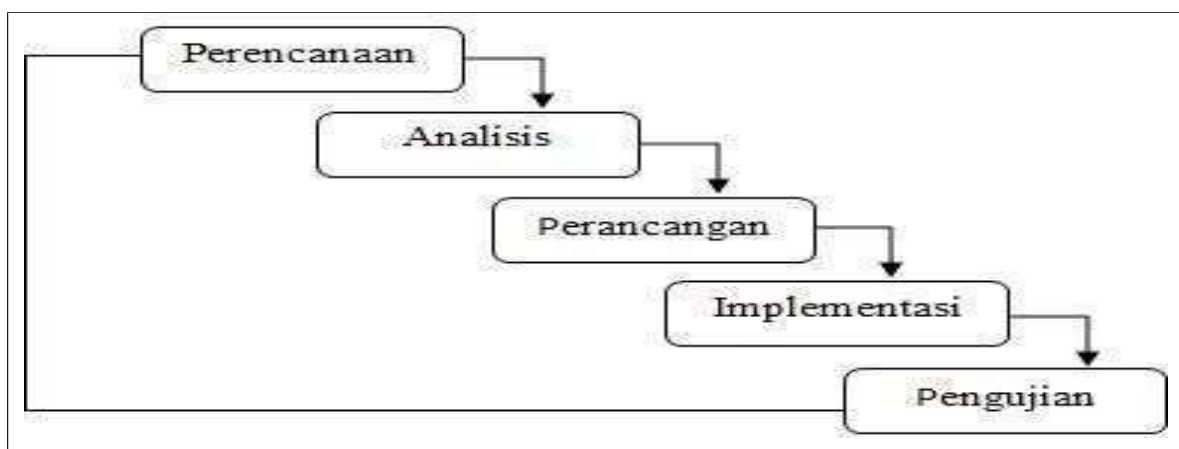 Perencanaan
Analisis
Perancangan
Implementasi
Pengujian